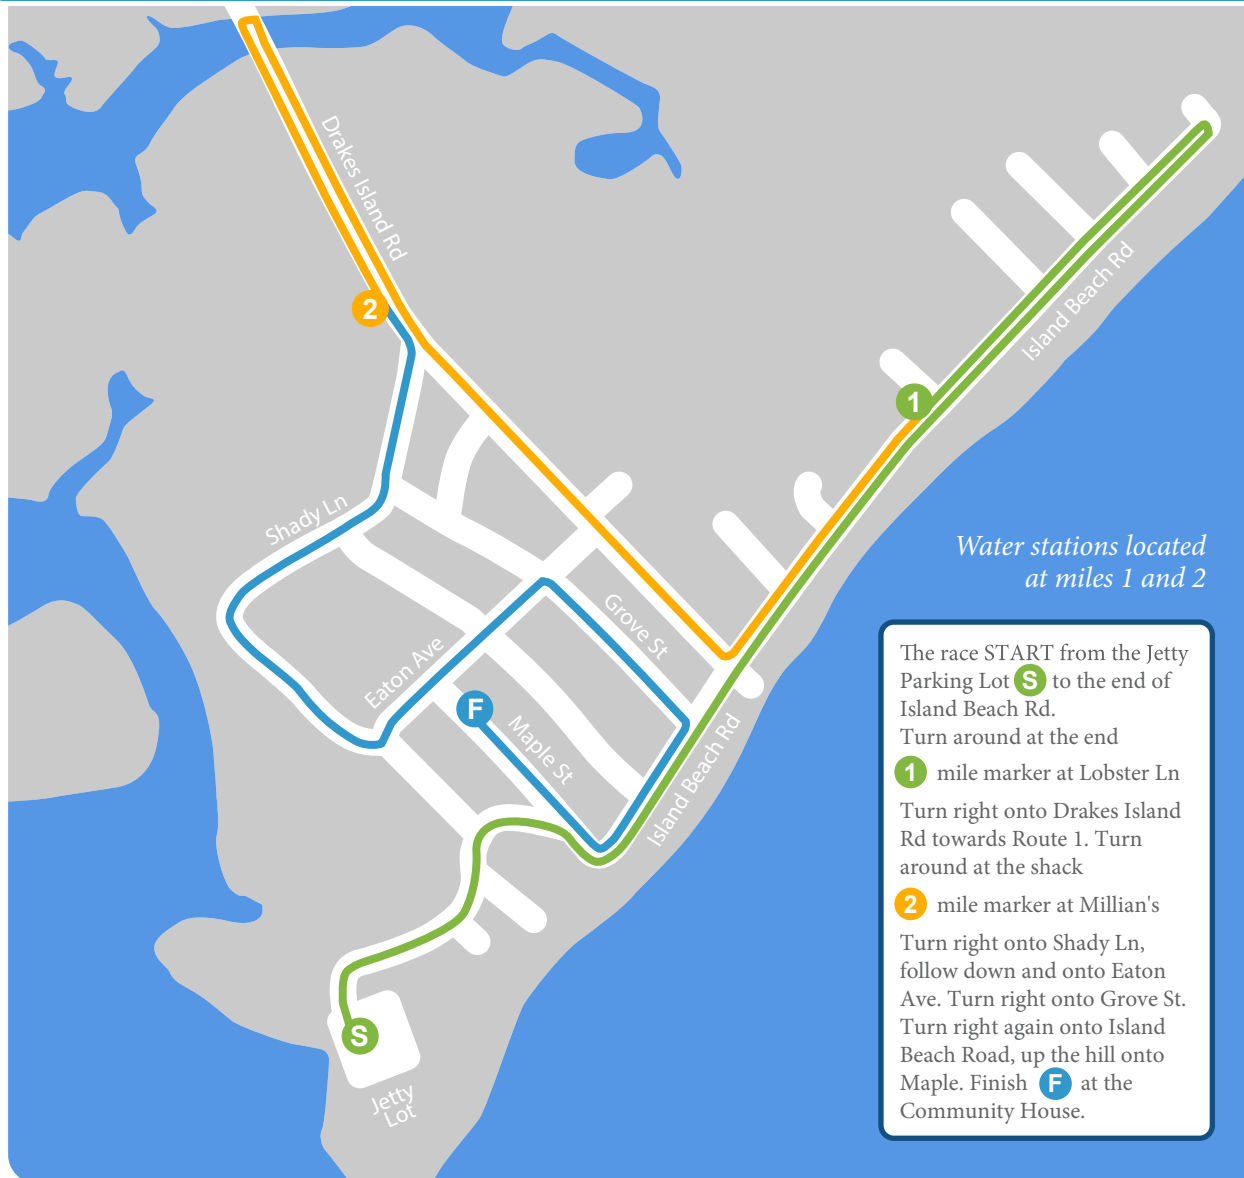 Drakes Island Rd
2
Island Beach Rd
1
Shady Ln
Grove St
Eaton Ave
F
Maple St
Island Beach Rd
S
Jetty
Lot
Water stations located
at miles 1 and 2
The race START from the Jetty
Parking Lot S to the end of
Island Beach Rd.
Turn around at the end
1 mile marker at Lobster Ln
Turn right onto Drakes Island
Rd towards Route 1. Turn
around at the shack
2 mile marker at Millian's
Turn right onto Shady Ln,
follow down and onto Eaton
Ave. Turn right onto Grove St.
Turn right again onto Island
Beach Road, up the hill onto
Maple. Finish F at the
Community House.